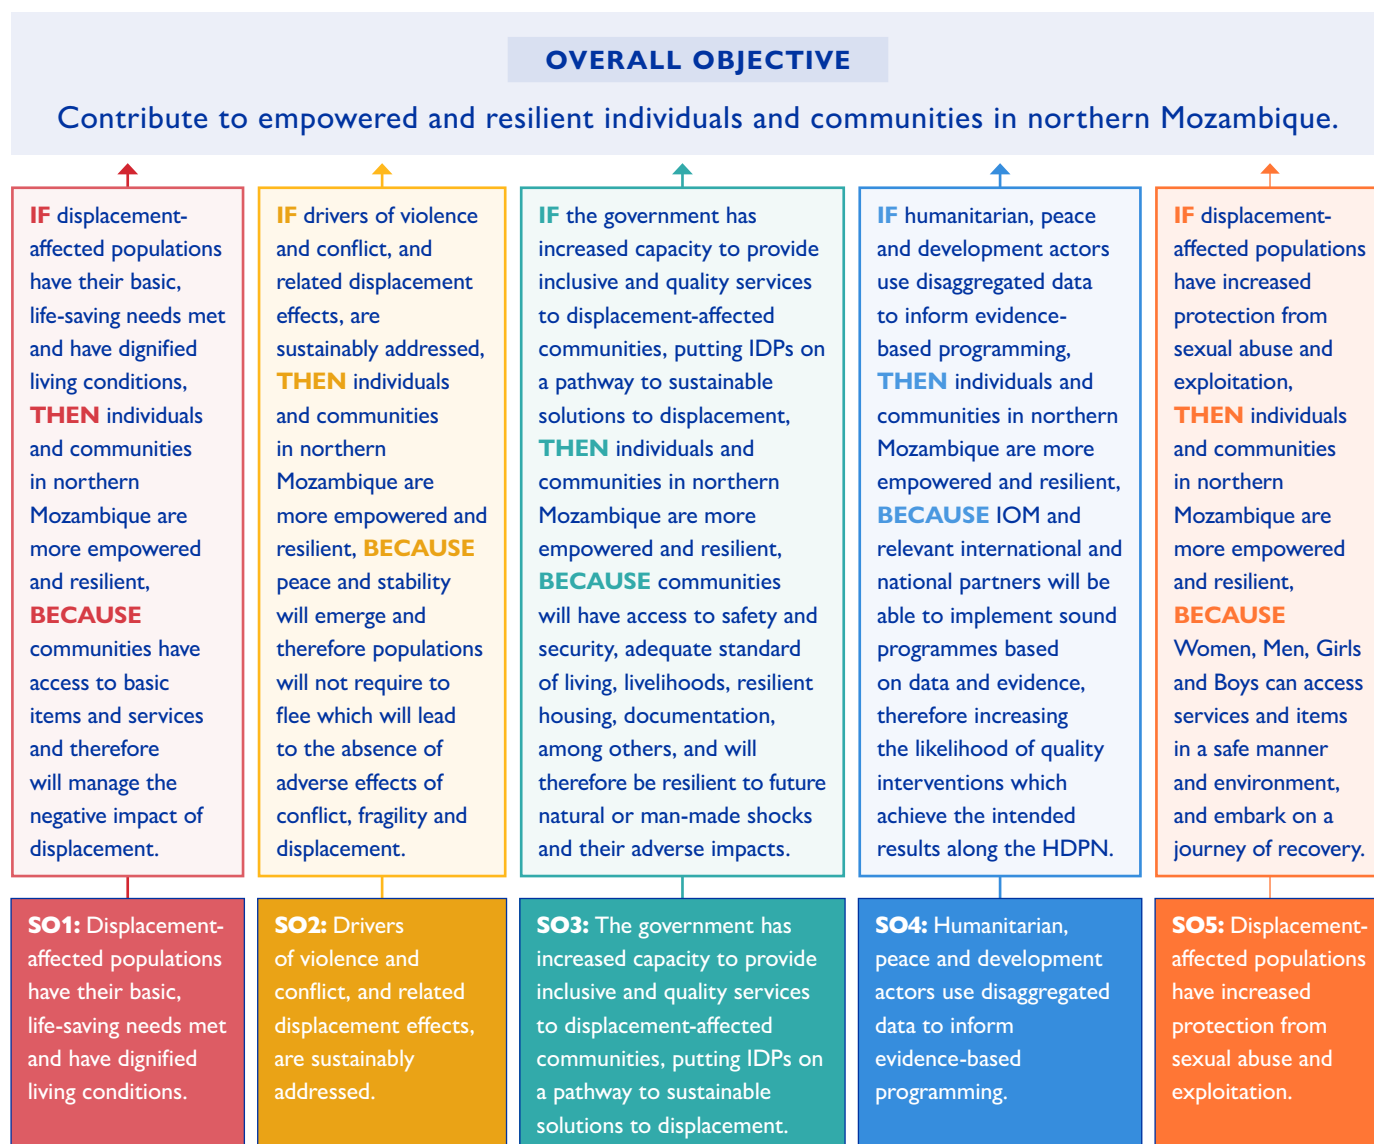 OVERALL OBJECTIVE
Contribute to empowered and resilient individuals and communities in northern Mozambique.
IF displacement-
affected populations
have their basic,
life-saving needs met
and have dignified
living conditions,
THEN individuals
and communities
in northern
Mozambique are
more empowered
and resilient,
BECAUSE
communities have
access to basic
items and services
and therefore
will manage the
negative impact of
displacement.
IF drivers of violence
and conflict, and
related displacement
effects, are
sustainably addressed,
THEN individuals
and communities
in northern
Mozambique are
more empowered and
resilient, BECAUSE
peace and stability
will emerge and
therefore populations
will not require to
flee which will lead
to the absence of
adverse effects of
conflict, fragility and
displacement.
IF the government has
increased capacity to provide
inclusive and quality services
to displacement-affected
communities, putting IDPs on
a pathway to sustainable
solutions to displacement,
THEN individuals and
communities in northern
Mozambique are more
empowered and resilient,
BECAUSE communities
will have access to safety and
security, adequate standard
of living, livelihoods, resilient
housing, documentation,
among others, and will
therefore be resilient to future
natural or man-made shocks
and their adverse impacts.
IF humanitarian, peace
and development actors
use disaggregated data
to inform evidence-
based programming,
THEN individuals and
communities in northern
Mozambique are more
empowered and resilient,
BECAUSE IOM and
relevant international and
national partners will be
able to implement sound
programmes based
on data and evidence,
therefore increasing
the likelihood of quality
interventions which
achieve the intended
results along the HDPN.
IF displacement-
affected populations
have increased
protection from
sexual abuse and
exploitation,
THEN individuals
and communities
in northern
Mozambique are
more empowered
and resilient,
BECAUSE
Women, Men, Girls
and Boys can access
services and items
in a safe manner
and environment,
and embark on a
journey of recovery.
SO1: Displacement-
affected populations
have their basic,
life-saving needs met
and have dignified
living conditions.
SO2: Drivers
of violence and
conflict, and related
displacement effects,
are sustainably
addressed.
SO3: The government has
increased capacity to provide
inclusive and quality services
to displacement-affected
communities, putting IDPs on
a pathway to sustainable
solutions to displacement.
SO4: Humanitarian,
peace and development
actors use disaggregated
data to inform
evidence-based
programming.
SO5: Displacement-
affected populations
have increased
protection from
sexual abuse and
exploitation.